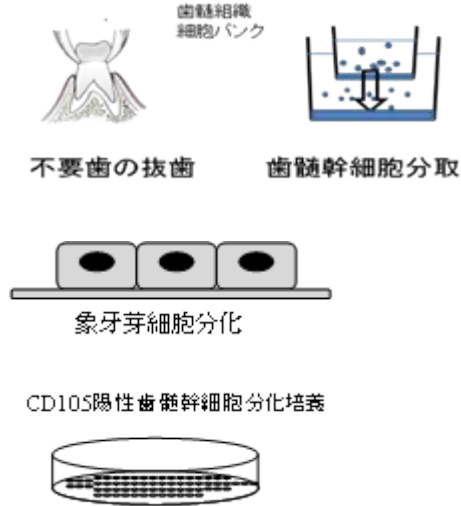 歯髄組織
細胞バンク
不要歯の抜歯
歯髄幹細胞分取
象牙芽細胞分化
CD105陽性歯髄幹細胞分化培養